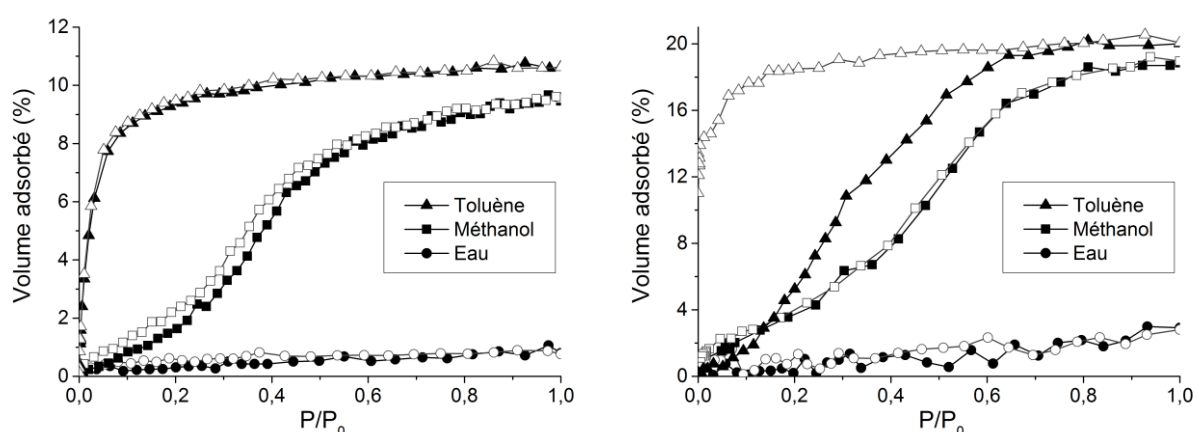 12
10
8
6
4
2
0
0,0
0,2
0,4
0,6
0,8
1,0
Volume adsorbé (%)
P/P₀
Toluène
Méthanol
Eau
20
16
12
8
4
0
0,0
0,2
0,4
0,6
0,8
1,0
Volume adsorbé (%)
P/P₀
Toluène
Méthanol
Eau